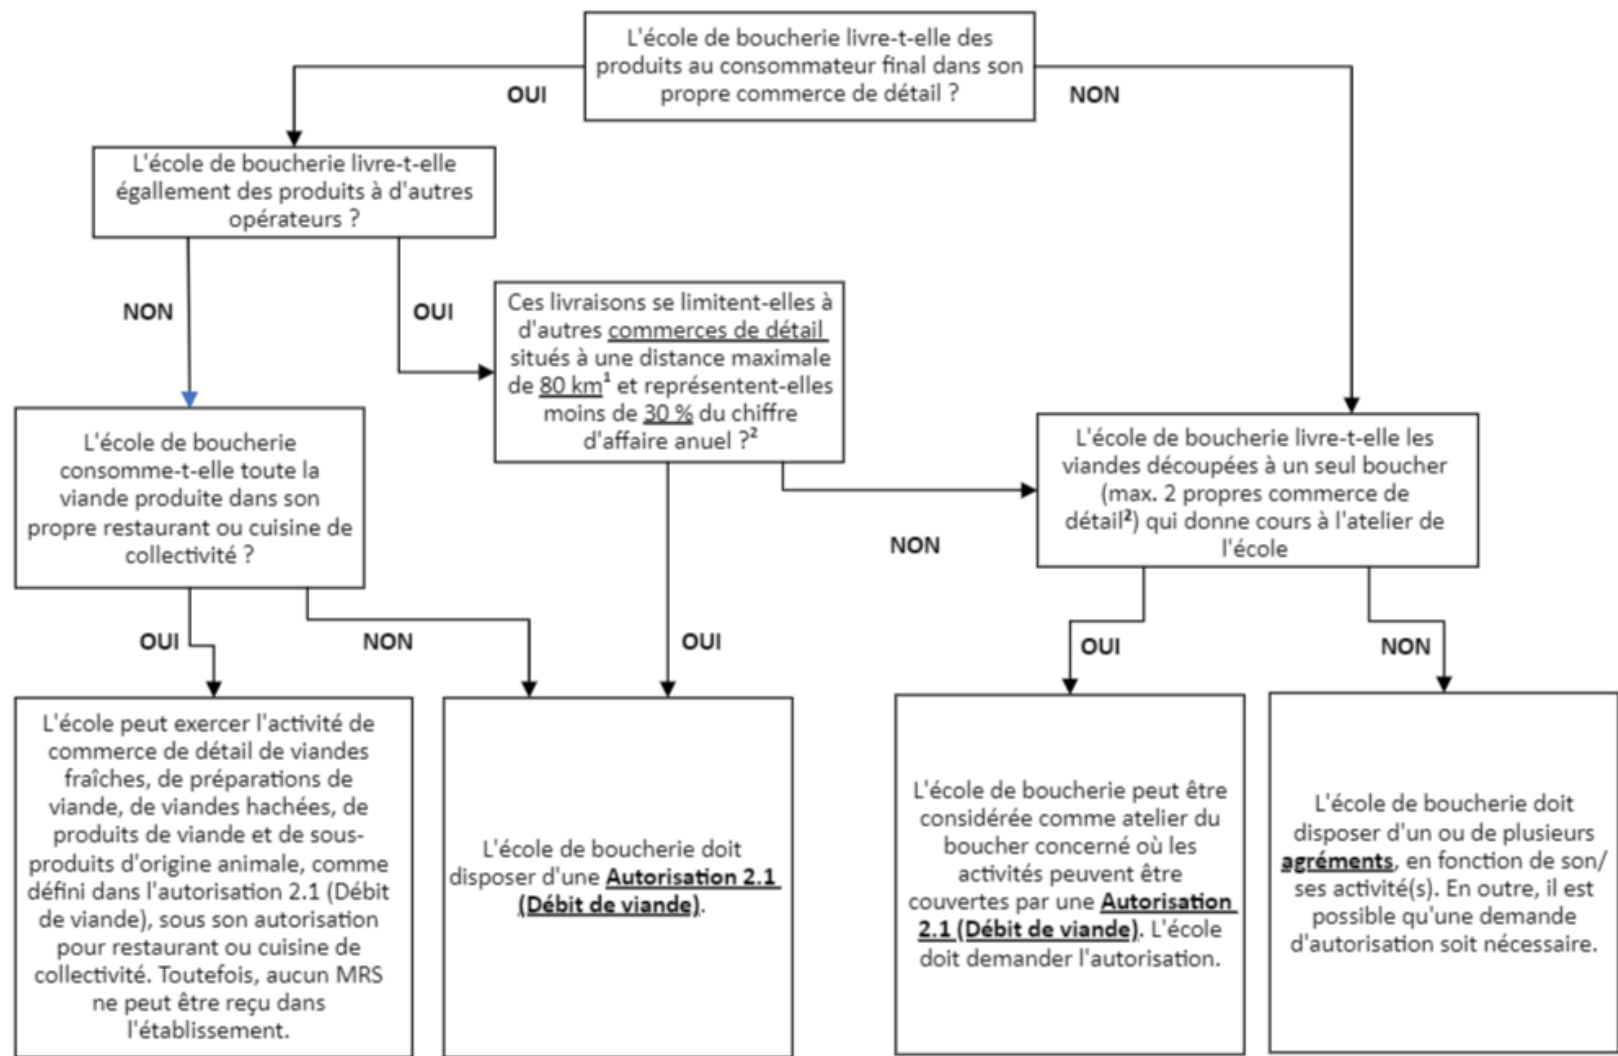 L'école de boucherie livre-t-elle des
produits au consommateur final dans son
propre commerce de détail ?
OUI
NON
L'école de boucherie livre-t-elle
égallement des produits à d'autres
opérateurs ?
NON
OUI
Ces livraisons se limitent-elles à
d'autres commerces de détail
situés à une distance maximale
de 80 km¹ et représentent-elles
moins de 30 % du chiffre
d'affaire anuel ?²
L'école de boucherie
consomme-t-elle toute la
viande produite dans son
propre restaurant ou cuisine de
collectivité ?
L'école de boucherie livre-t-elle les
viandes découpées à un seul boucher
(max. 2 propres commerce de
détail²) qui donne cours à l'atelier de
l'école
NON
OUI
NON
OUI
OUI
NON
L'école peut exercer l'activité de
commerce de détail de viandes
fraîches, de préparations de
viande, de viandes hachées, de
produits de viande et de sous-
produits d'origine animale, comme
défini dans l'autorisation 2.1 (Débit
de viande), sous son autorisation
pour restaurant ou cuisine de
collectivité. Toutefois, aucun MRS
ne peut être reçu dans
l'établissement.
L'école de boucherie doit
disposer d'une Autorisation 2.1
(Débit de viande).
L'école de boucherie peut être
considérée comme atelier du
boucher concerné où les
activités peuvent être
couvertes par une Autorisation
2.1 (Débit de viande). L'école
doit demander l'autorisation.
L'école de boucherie doit
disposer d'un ou de plusieurs
agréments, en fonction de son/
ses activité(s). En outre, il est
possible qu'une demande
d'autorisation soit nécessaire.